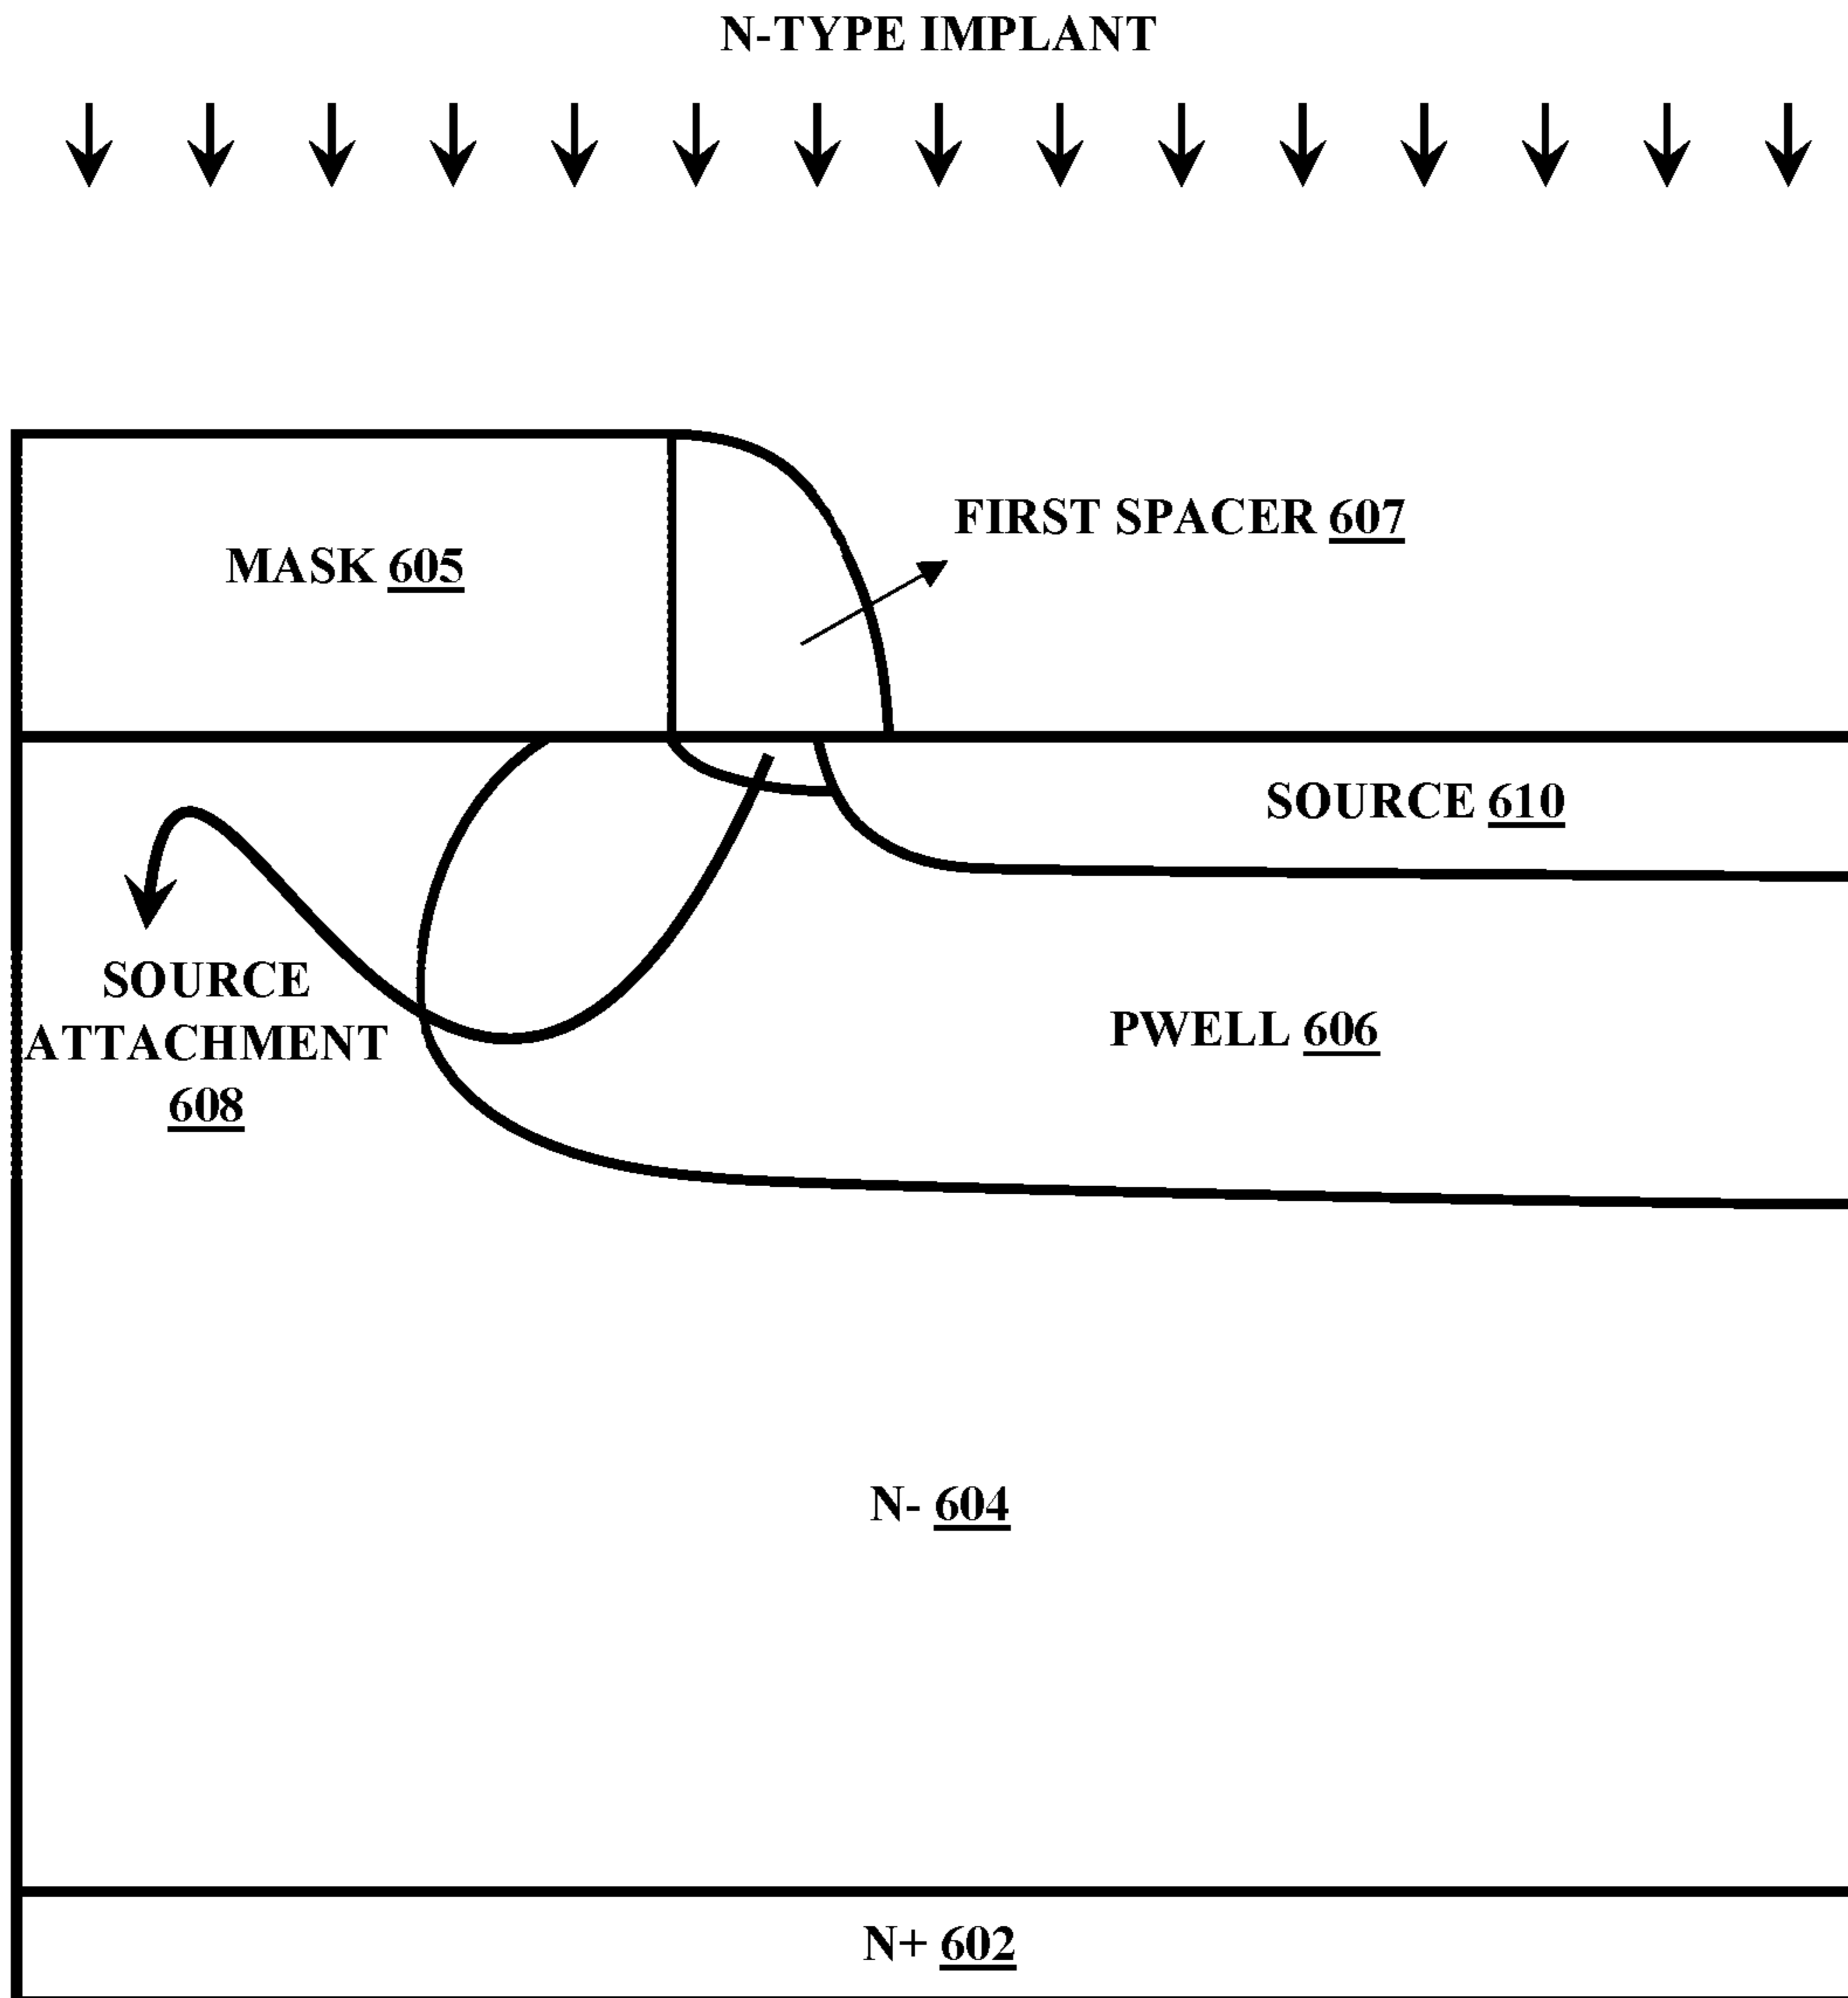 N-TYPE IMPLANT
FIRST SPACER 607
MASK 605
SOURCE 610
SOURCE
ATTACHMENT
608
PWELL 606
N- 604
N+ 602